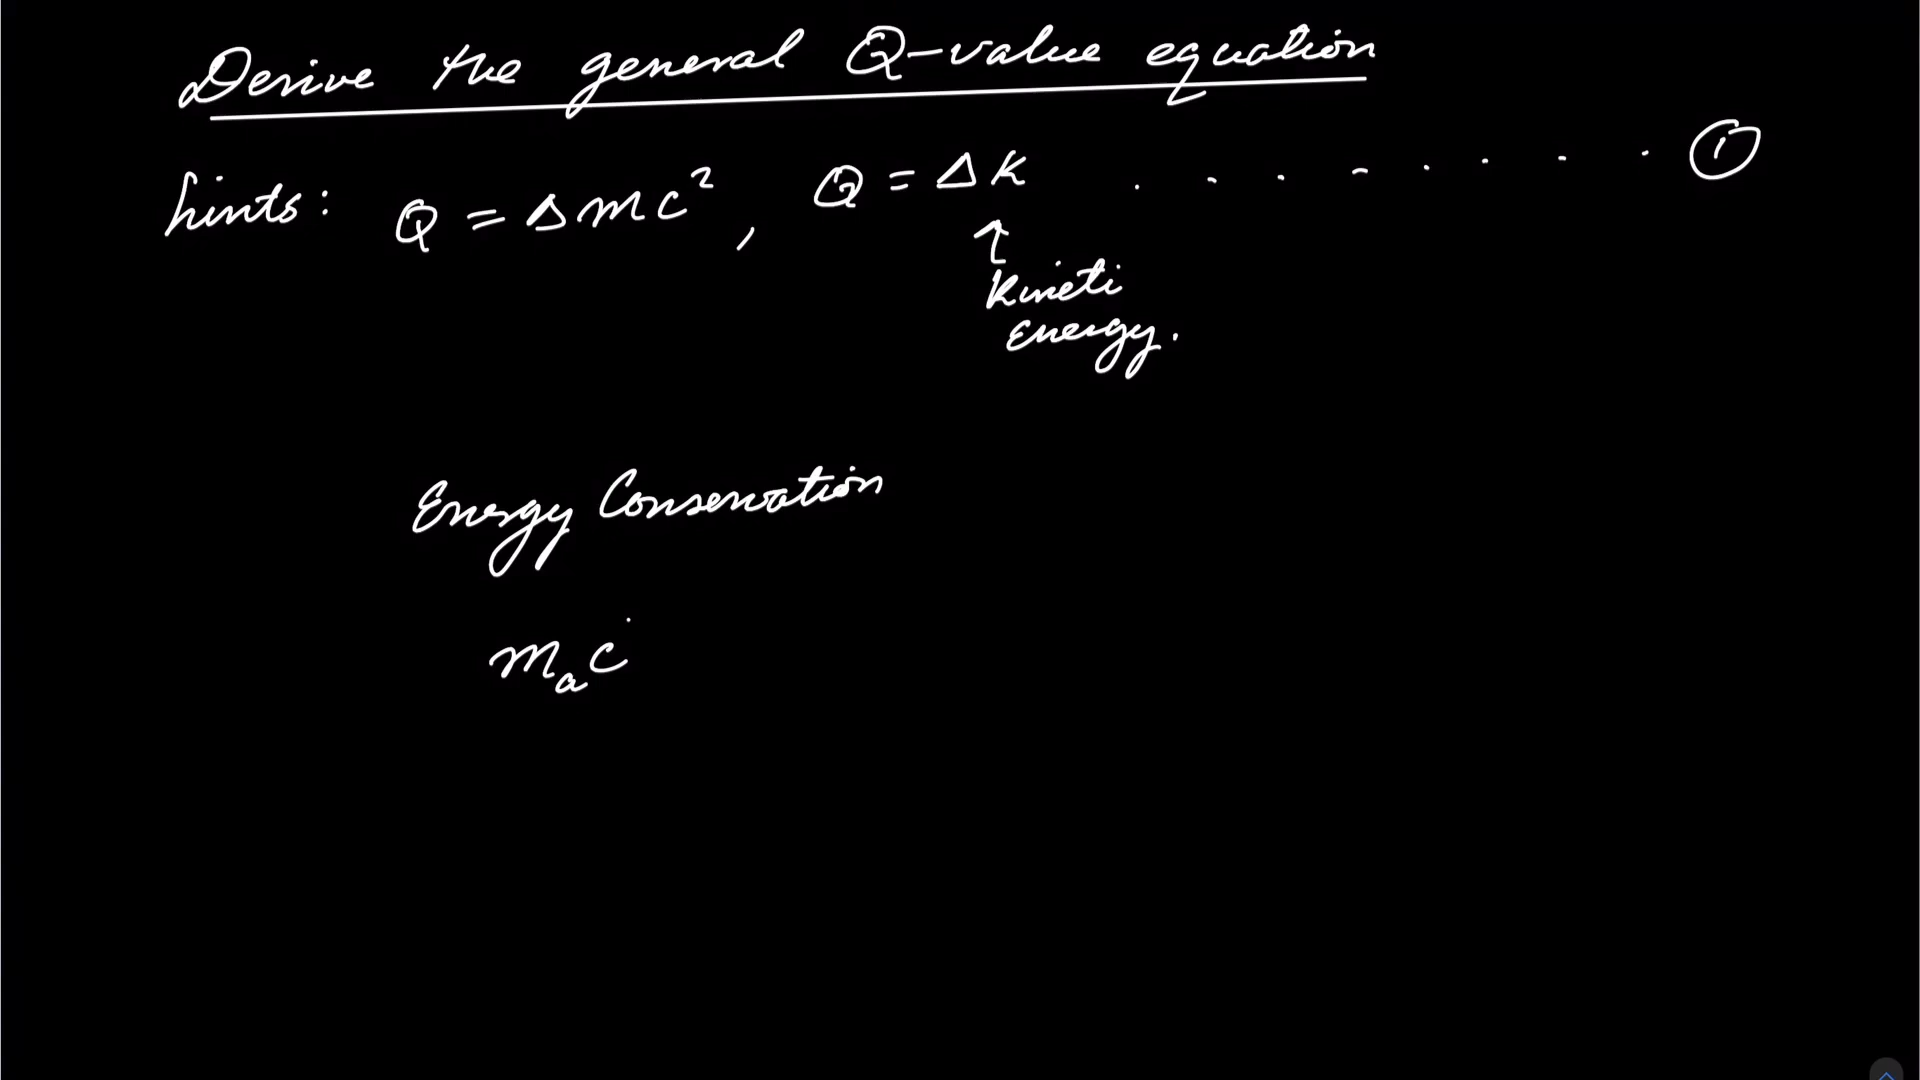 Derive the general Q-value equation
hints: Q = Δmc², Q = ΔK . . . . . . . . ①
↑
Kineti
Energy.
Energy Conservation
mₐc